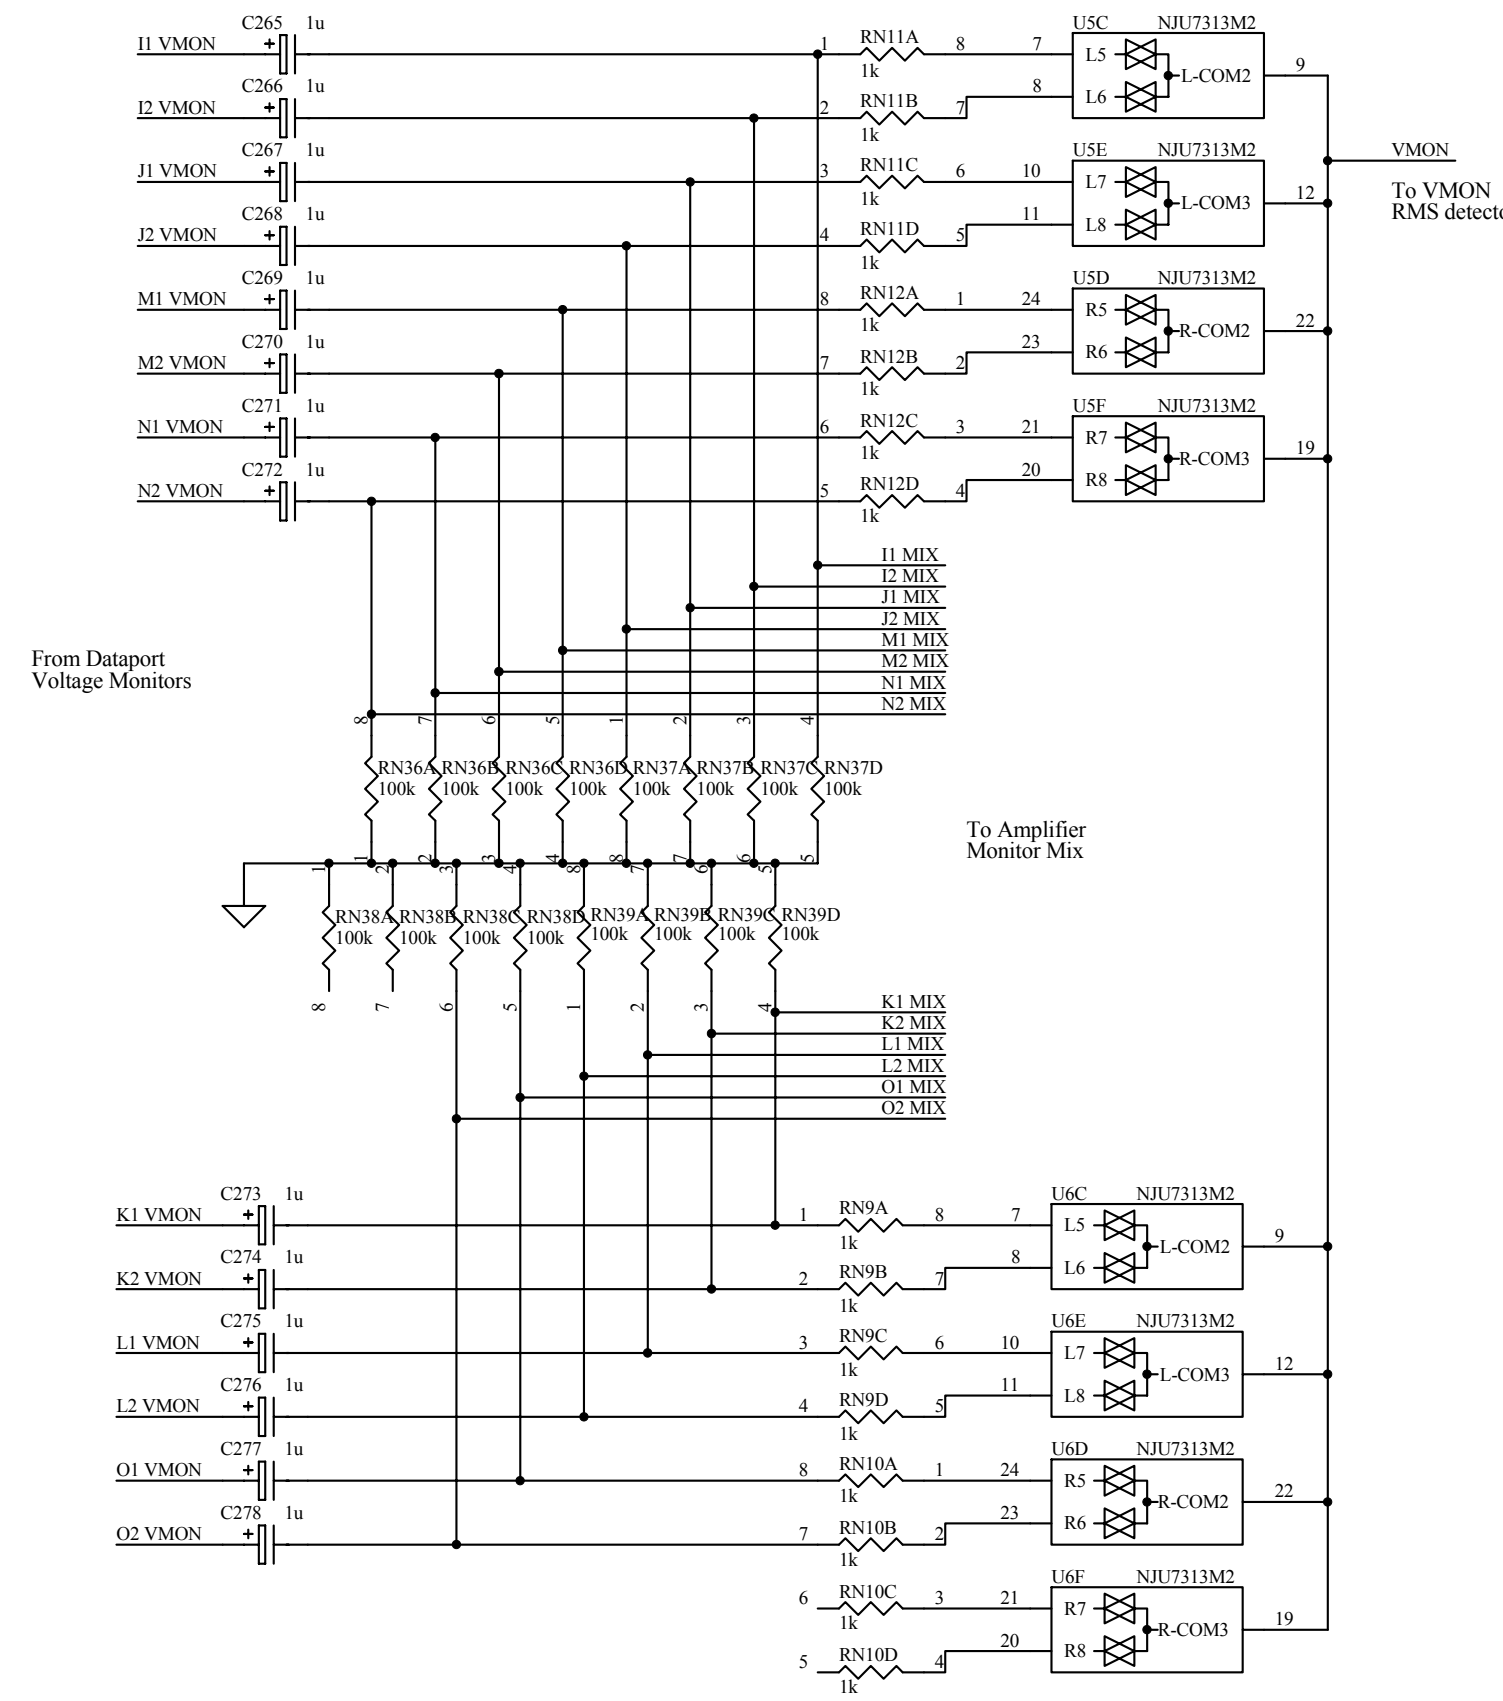 C265 1u
U5C NJU7313M2
I1 VMON + 1 RN11A 8 7 L5 9
1k L-COM2
C266 1u 8 L6
I2 VMON + 2 RN11B 7
1k
C267 1u U5E NJU7313M2 VMON
J1 VMON + 3 RN11C 6 10 L7 12 To VMON
1k L-COM3 RMS detecto
C268 1u 11 L8
J2 VMON + 4 RN11D 5
1k
C269 1u U5D NJU7313M2
M1 VMON + 8 RN12A 1 24 R5 22
1k R-COM2
C270 1u 23 R6
M2 VMON + 7 RN12B 2
1k
C271 1u U5F NJU7313M2
N1 VMON + 6 RN12C 3 21 R7 19
1k R-COM3
C272 1u 20 R8
N2 VMON + 5 RN12D 4
1k
I1 MIX
I2 MIX
J1 MIX
J2 MIX
M1 MIX
From Dataport
Voltage Monitors
M2 MIX
N1 MIX
N2 MIX
8 7 6 5 1 2 3 4
RN36A RN36B RN36C RN36D RN37A RN37B RN37C RN37D
100k 100k 100k 100k 100k 100k 100k 100k
To Amplifier
Monitor Mix
1 2 3 4 8 7 6 5
1 2 3 4 8 7 6 5
RN38A RN38B RN38C RN38D RN39A RN39B RN39C RN39D
100k 100k 100k 100k 100k 100k 100k 100k
8 7 6 5 1 2 3 4
K1 MIX
K2 MIX
L1 MIX
L2 MIX
O1 MIX
O2 MIX
C273 1u U6C NJU7313M2
K1 VMON + 1 RN9A 8 7 L5 9
1k L-COM2
C274 1u 8 L6
K2 VMON + 2 RN9B 7
1k
C275 1u U6E NJU7313M2
L1 VMON + 3 RN9C 6 10 L7 12
1k L-COM3
C276 1u 11 L8
L2 VMON + 4 RN9D 5
1k
C277 1u U6D NJU7313M2
O1 VMON + 8 RN10A 1 24 R5 22
1k R-COM2
C278 1u 23 R6
O2 VMON + 7 RN10B 2
1k
U6F NJU7313M2
6 RN10C 3 21 R7 19
1k R-COM3
20 R8
5 RN10D 4
1k